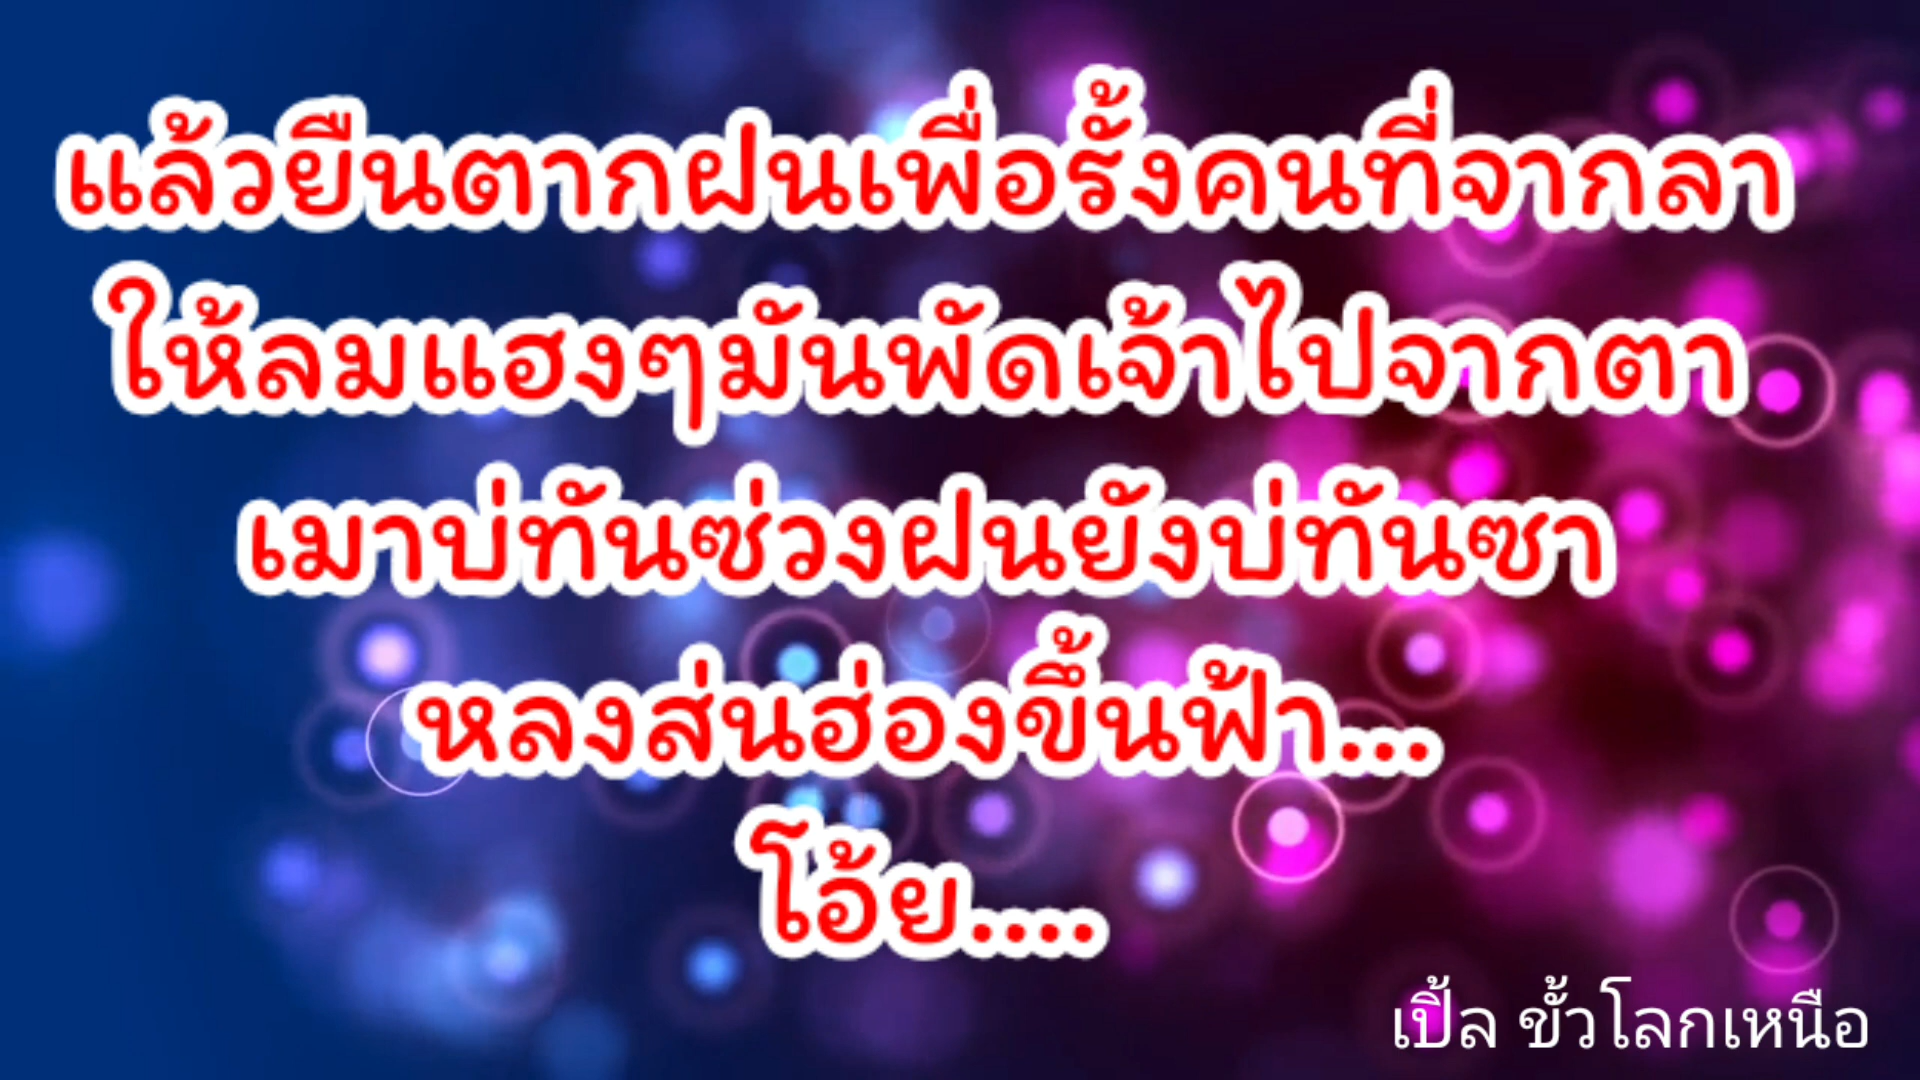 แล้วยืนตากฝนเพื่อรั้งคนที่จากลา
ให้ลมแฮงๆมันพัดเจ้าไปจากตา
เมาบ่ทันซ่วงฝนยังบ่ทันซา
หลงส่นฮ่องขึ้นฟ้า...
โอ้ย....
เปิ้ล ขั้วโลกเหนือ